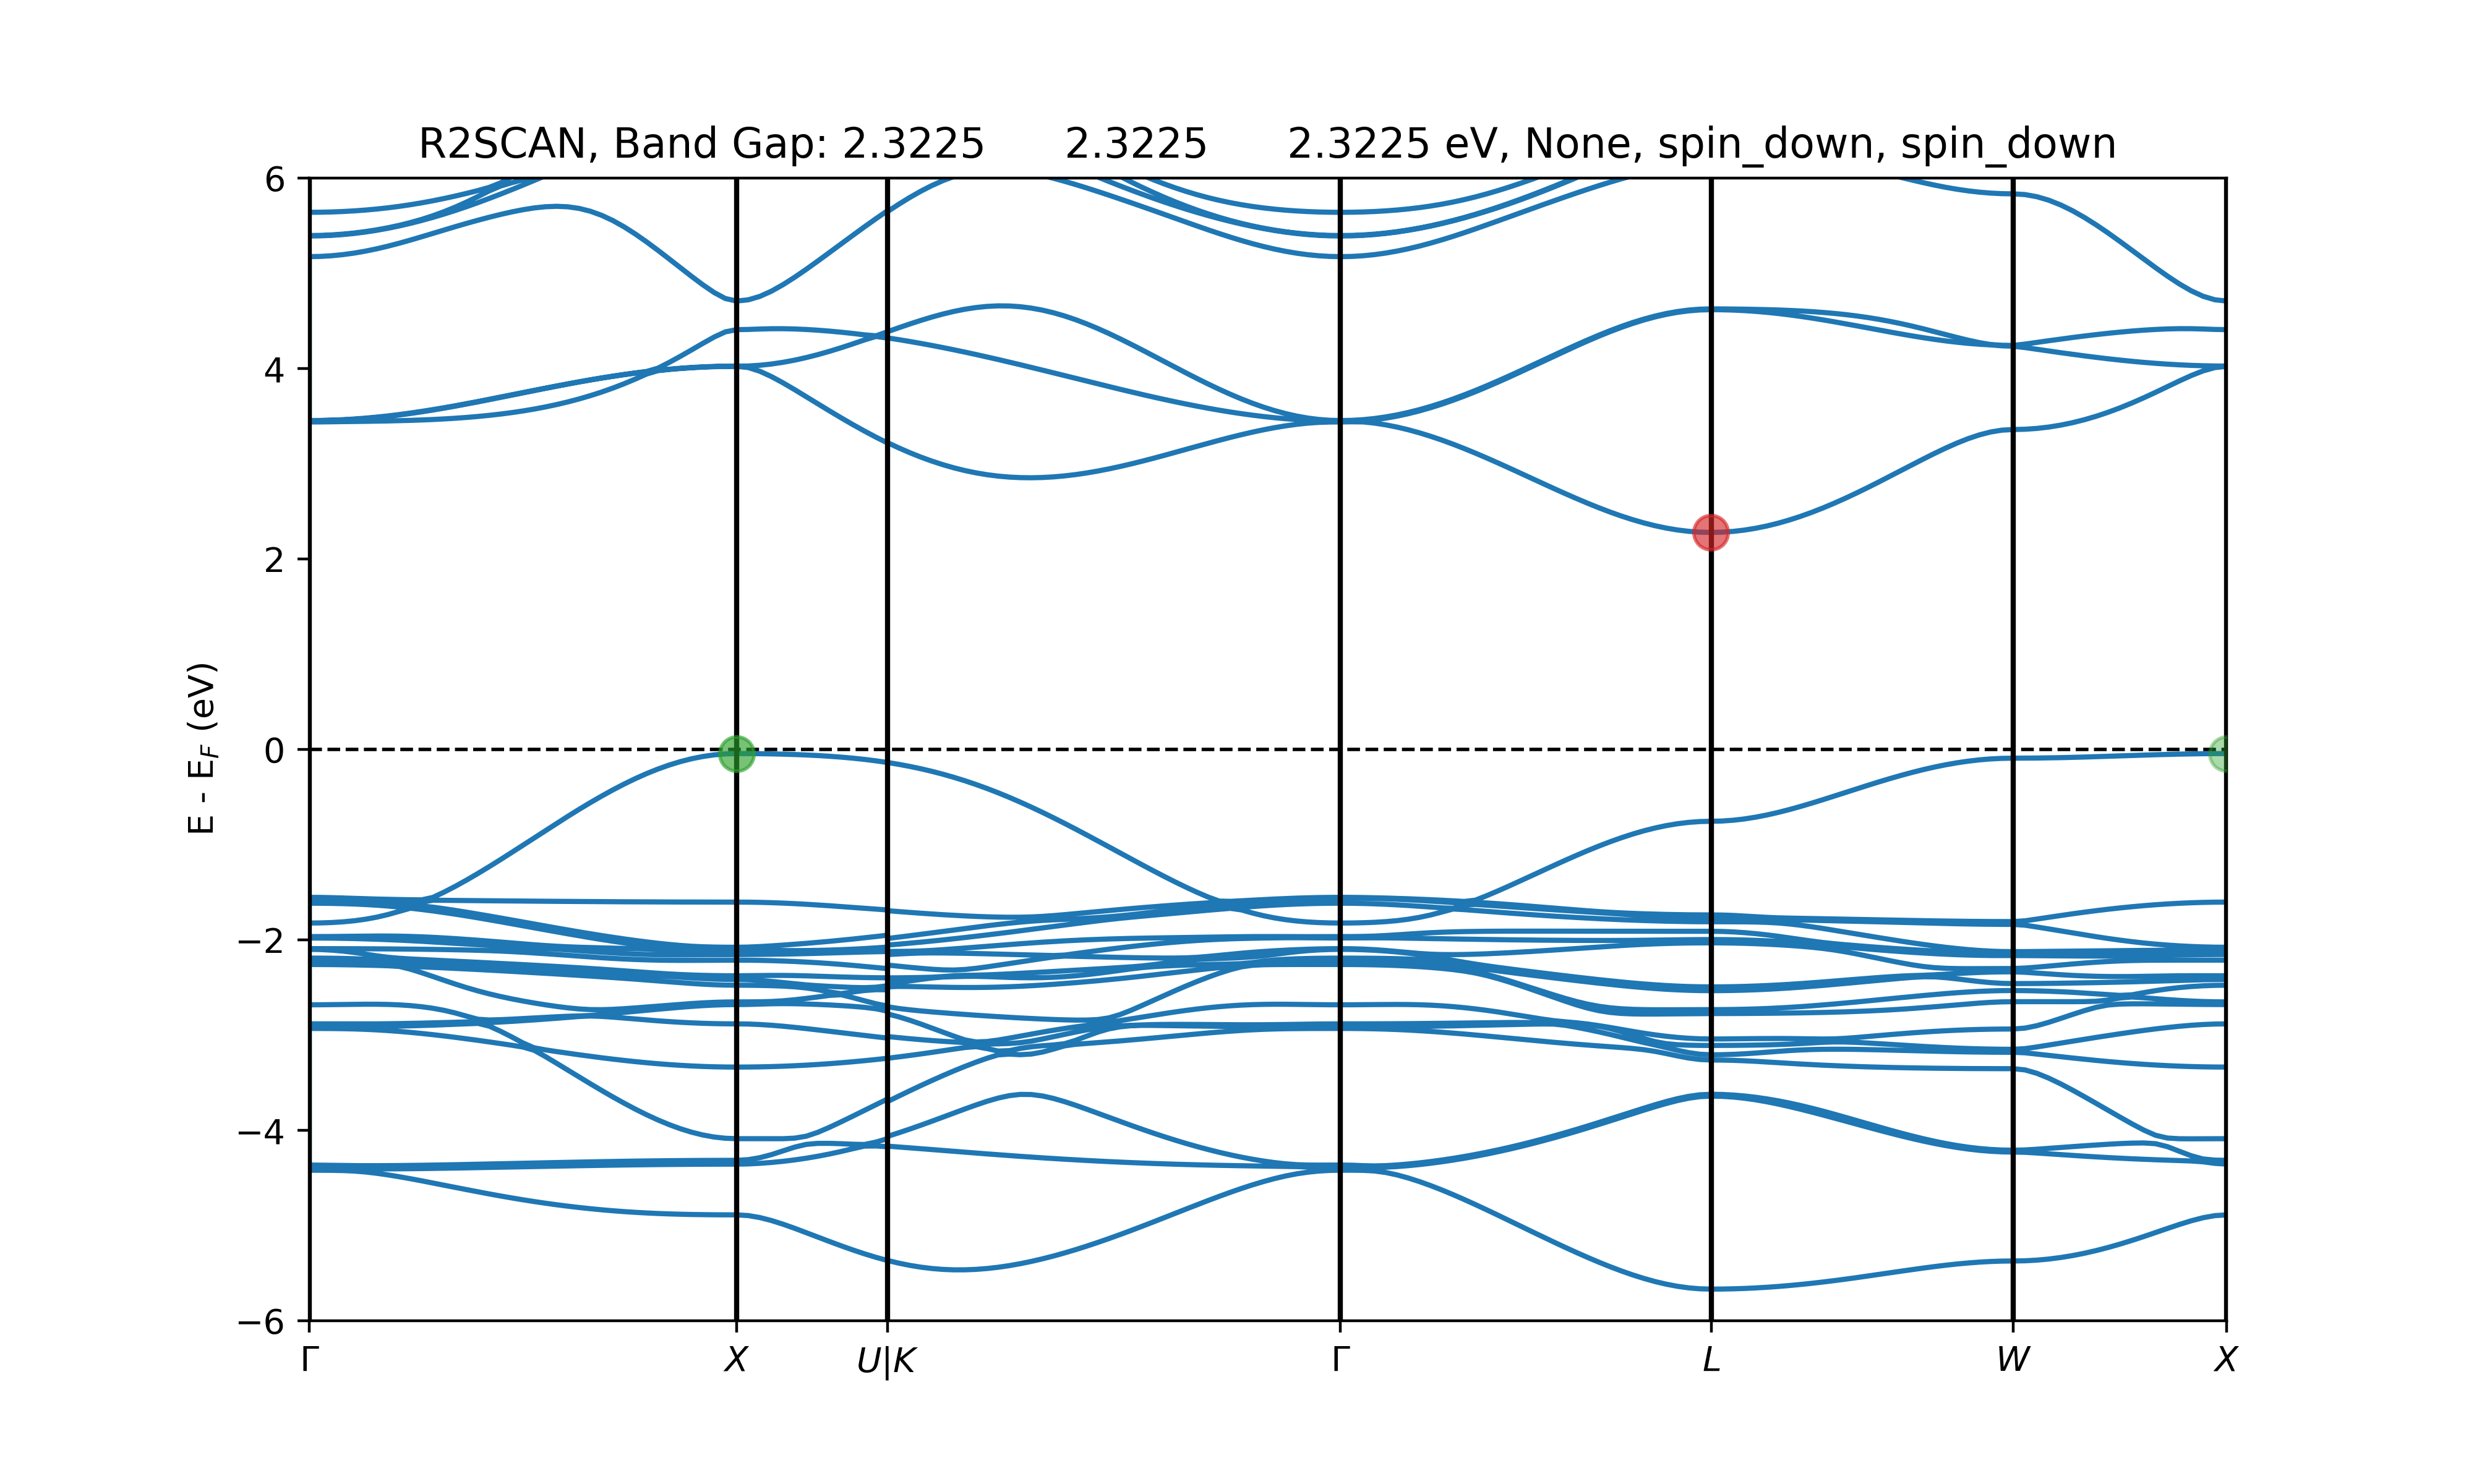 R2SCAN, Band Gap: 2.3225 2.3225 2.3225 eV, None, spin_down, spin_down
6
4
2
0
−2
−4
−6
E - E_F (eV)
Γ X U|K Γ L W X